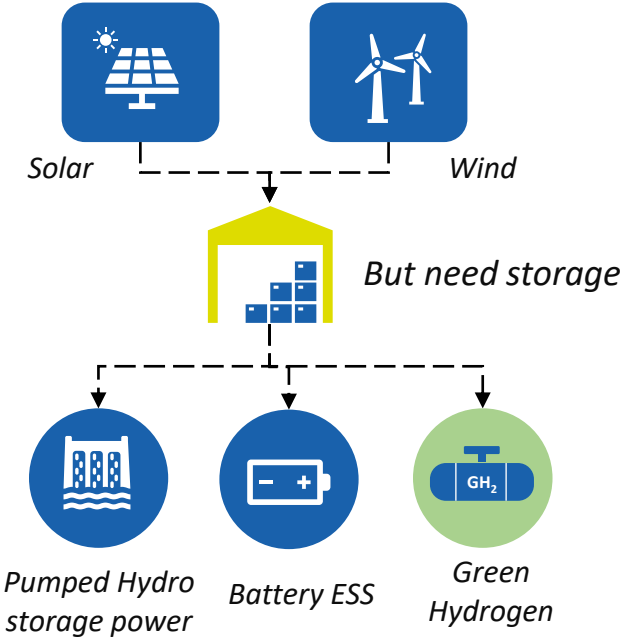 Solar
Wind
But need storage
GH₂
Pumped Hydro
storage power
Battery ESS
Green
Hydrogen